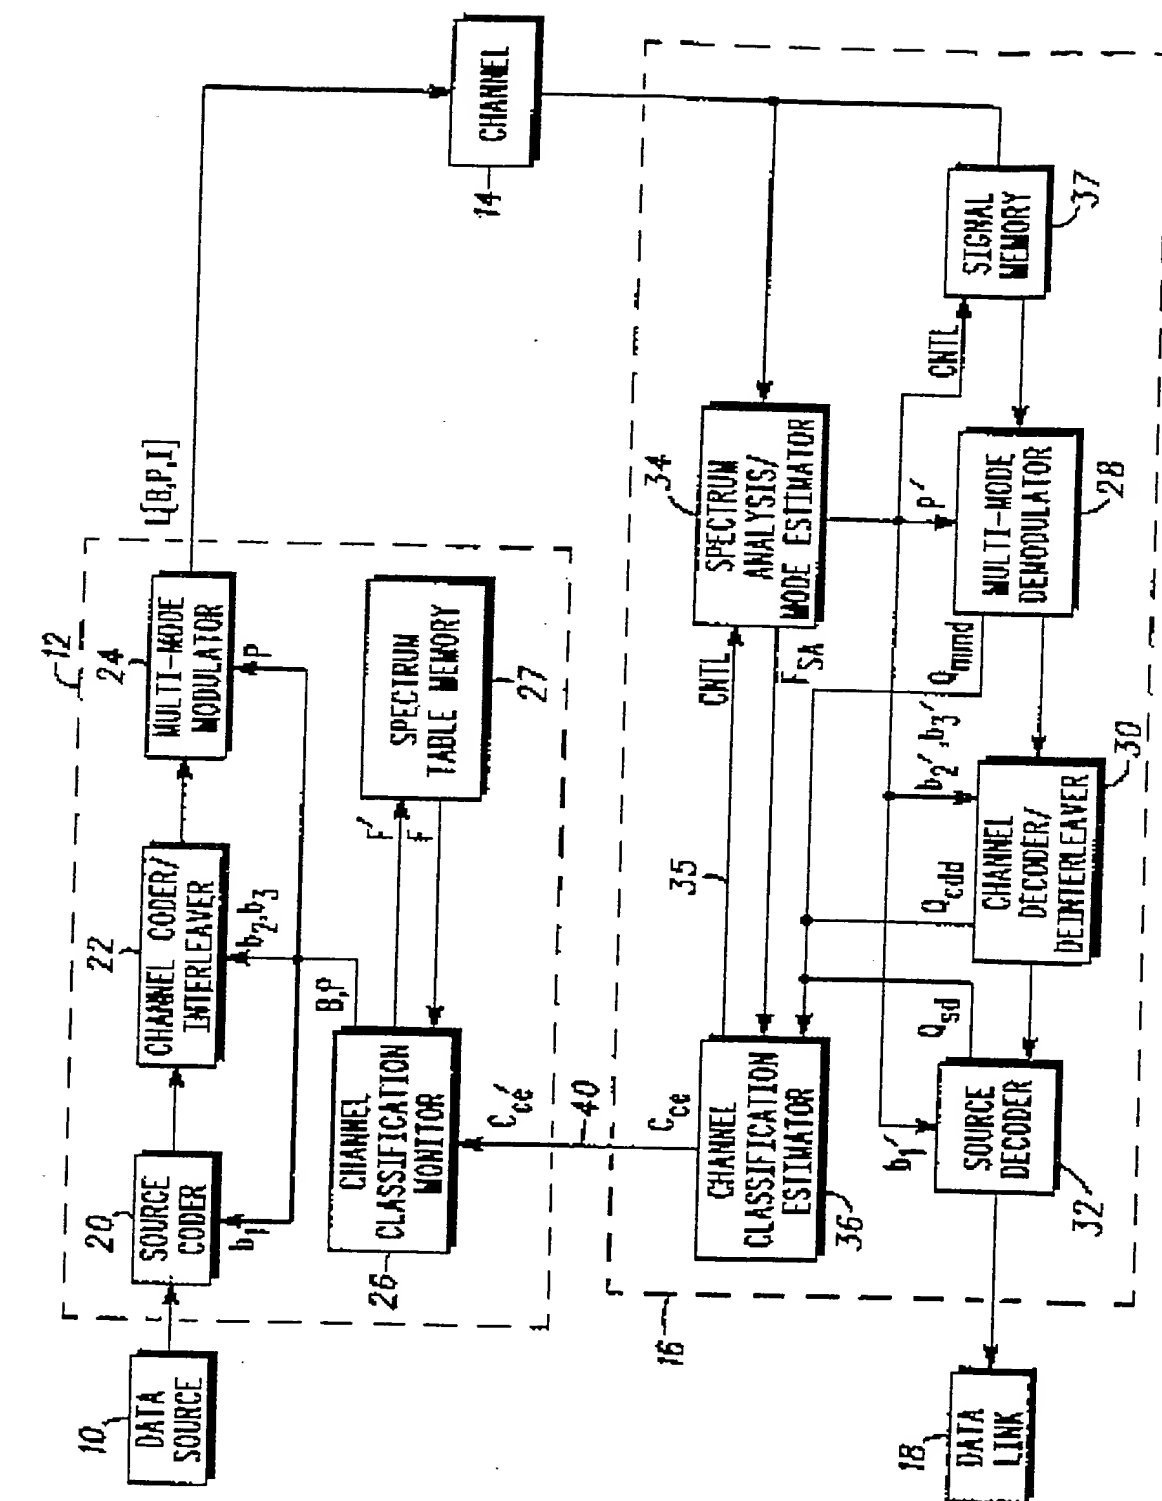 10
DATA
SOURCE
12
20
SOURCE
CODER
b1
22
CHANNEL CODER/
INTERLEAVER
b2,b3
24
MULTI-MODE
MODULATOR
P
L[B,P,I]
26
CHANNEL
CLASSIFICATION
MONITOR
B,P
F'
F
SPECTRUM
TABLE MEMORY
27
14
CHANNEL
Cce'
40
Cce
16
36
CHANNEL
CLASSIFICATION
ESTIMATOR
35
CNTL
FSA
34
SPECTRUM
ANALYSIS/
MODE ESTIMATOR
CNTL
SIGNAL
MEMORY
37
P'
MULTI-MODE
DEMODULATOR
28
Qmmd
b2',b3'
Qcdd
CHANNEL
DECODER/
DEINTERLEAVER
30
Qsd
b1'
SOURCE
DECODER
32
18
DATA
LINK